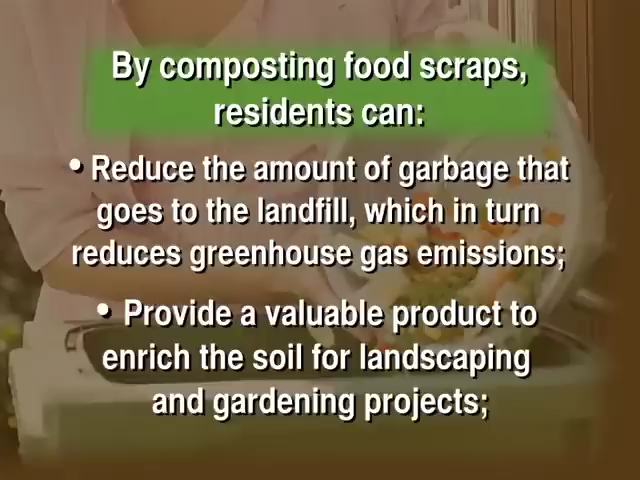 By composting food scraps,
residents can:
• Reduce the amount of garbage that
goes to the landfill, which in turn
reduces greenhouse gas emissions;
• Provide a valuable product to
enrich the soil for landscaping
and gardening projects;